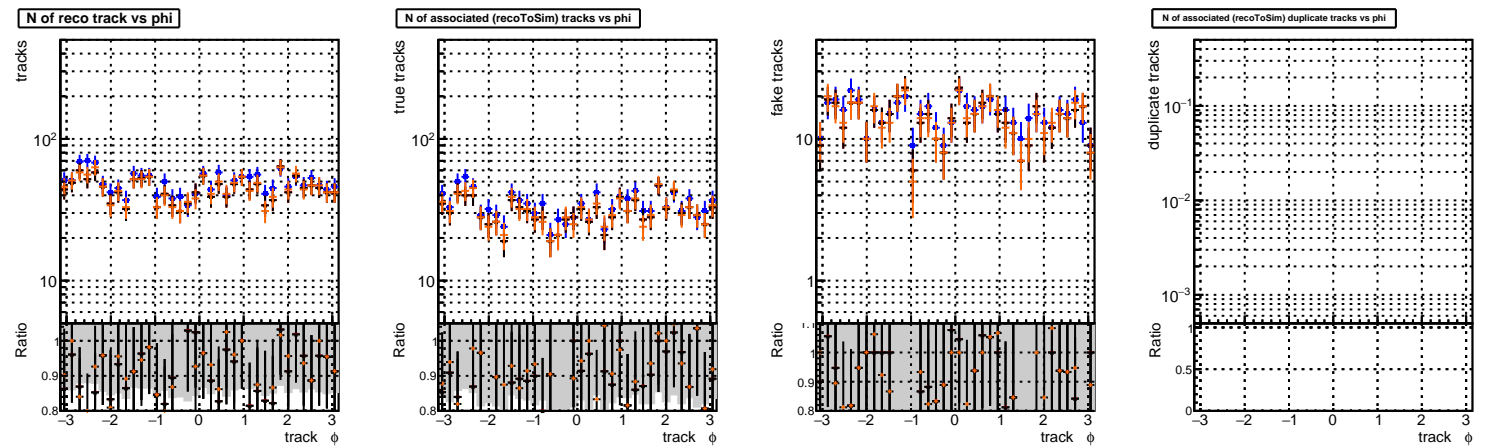 N of reco track vs phi
tracks
10²
10
Ratio
1
0.9
0.8
−3 −2 −1 0 1 2 3
track ϕ
N of associated (recoToSim) tracks vs phi
true tracks
10²
10
Ratio
1
0.9
0.8
−3 −2 −1 0 1 2 3
track ϕ
fake tracks
10
1
Ratio
1.1
1
0.9
0.8
−3 −2 −1 0 1 2 3
track ϕ
N of associated (recoToSim) duplicate tracks vs phi
duplicate tracks
10⁻¹
10⁻²
10⁻³
Ratio
1
0.5
0
−3 −2 −1 0 1 2 3
track ϕ